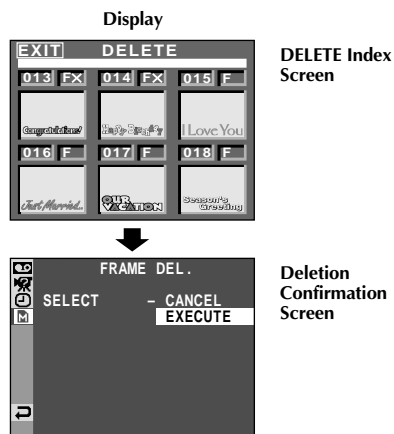 Display
EXIT DELETE
DELETE Index
Screen
013 FX 014 FX 015 F
Congratulations! Happy Birthday I Love You
016 F 017 F 018 F
Just Married.. OUR VACATION Season's Greeting
FRAME DEL.
SELECT – CANCEL
EXECUTE
M
Deletion
Confirmation
Screen